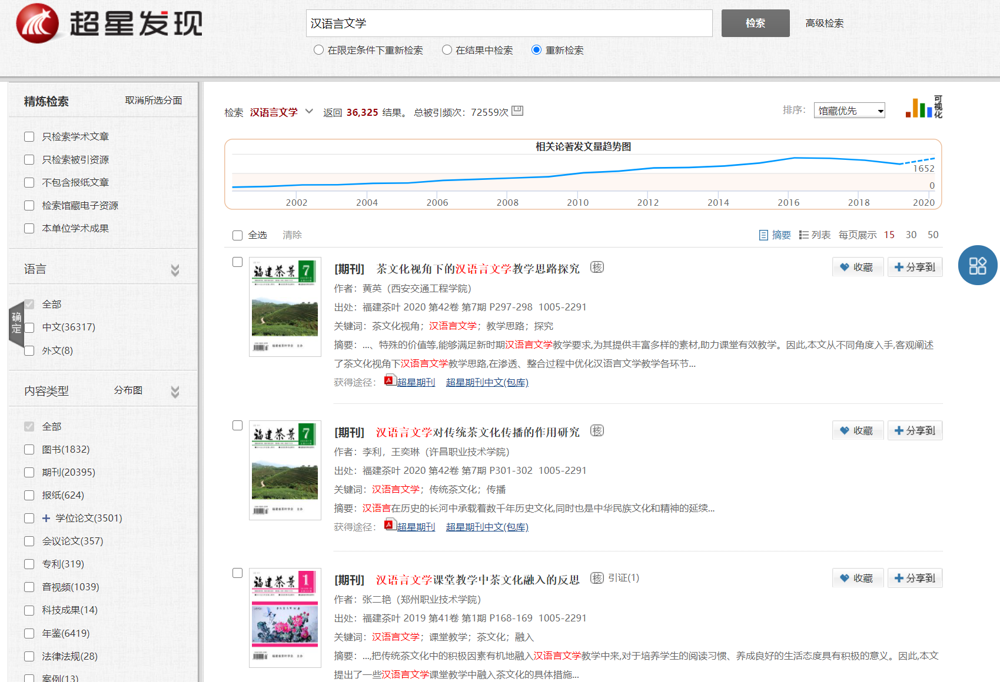 超星发现
汉语言文学
检索
高级检索
在限定条件下重新检索
在结果中检索
重新检索
精炼检索
取消所选分面
只检索学术文章
只检索被引资源
不包含报纸文章
检索馆藏电子资源
本单位学术成果
语言
全部
中文(36317)
外文(8)
确定
内容类型
分布图
全部
图书(1832)
期刊(20395)
报纸(624)
学位论文(3501)
会议论文(357)
专利(319)
音视频(1039)
科技成果(14)
年鉴(6419)
法律法规(28)
案例(13)
检索 汉语言文学 返回 36,325 结果。 总被引频次：72559次
排序： 馆藏优先
可视化
相关论著发文量趋势图
1652
0
2002 2004 2006 2008 2010 2012 2014 2016 2018 2020
全选 清除
摘要 列表 每页展示 15 30 50
福建茶葉 7
[期刊] 茶文化视角下的汉语言文学教学思路探究 核
收藏 分享到
作者：黄英（西安交通工程学院）
出处：福建茶叶 2020 第42卷 第7期 P297-298 1005-2291
关键词：茶文化视角；汉语言文学；教学思路；探究
摘要：...、特殊的价值等,能够满足新时期汉语言文学教学要求,为其提供丰富多样的素材,助力课堂有效教学。因此,本文从不同角度入手,客观阐述
了茶文化视角下汉语言文学教学思路,在渗透、整合过程中优化汉语言文学教学各环节...
获得途径： 超星期刊 超星期刊中文(包库)
福建茶葉 7
[期刊] 汉语言文学对传统茶文化传播的作用研究 核
收藏 分享到
作者：李利，王奕琳（许昌职业技术学院）
出处：福建茶叶 2020 第42卷 第7期 P301-302 1005-2291
关键词：汉语言文学；传统茶文化；传播
摘要：汉语言在历史的长河中承载着数千年历史文化,同时也是中华民族文化和精神的延续...
获得途径： 超星期刊 超星期刊中文(包库)
福建茶葉 1
[期刊] 汉语言文学课堂教学中茶文化融入的反思 核 引证(1)
收藏 分享到
作者：张二艳（郑州职业技术学院）
出处：福建茶叶 2019 第41卷 第1期 P168-169 1005-2291
关键词：汉语言文学；课堂教学；茶文化；融入
摘要：...,把传统茶文化中的积极因素有机地融入汉语言文学教学中来,对于培养学生的阅读习惯、养成良好的生活态度具有积极的意义。因此,本文
提出了一些汉语言文学课堂教学中融入茶文化的具体措施...